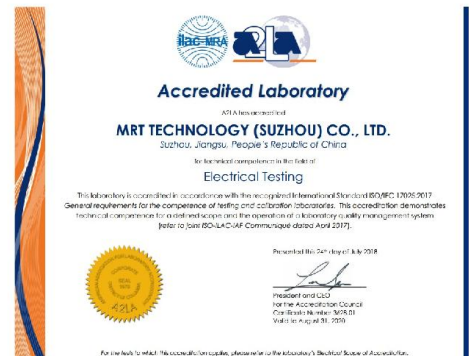 ilac-MRA A2LA
Accredited Laboratory
A2LA has accredited
MRT TECHNOLOGY (SUZHOU) CO., LTD.
Suzhou, Jiangsu, People's Republic of China
for technical competence in the field of
Electrical Testing
This laboratory is accredited in accordance with the recognized International Standard ISO/IEC 17025:2017
General requirements for the competence of testing and calibration laboratories. This accreditation demonstrates
technical competence for a defined scope and the operation of a laboratory quality management system
(refer to joint ISO-ILAC-IAF Communiqué dated April 2017).
Presented this 24th day of July 2018.
President and CEO
For the Accreditation Council
Certificate Number 3628.01
Valid to August 31, 2020
A2LA
For the tests to which this accreditation applies, please refer to the laboratory's Electrical Scope of Accreditation.